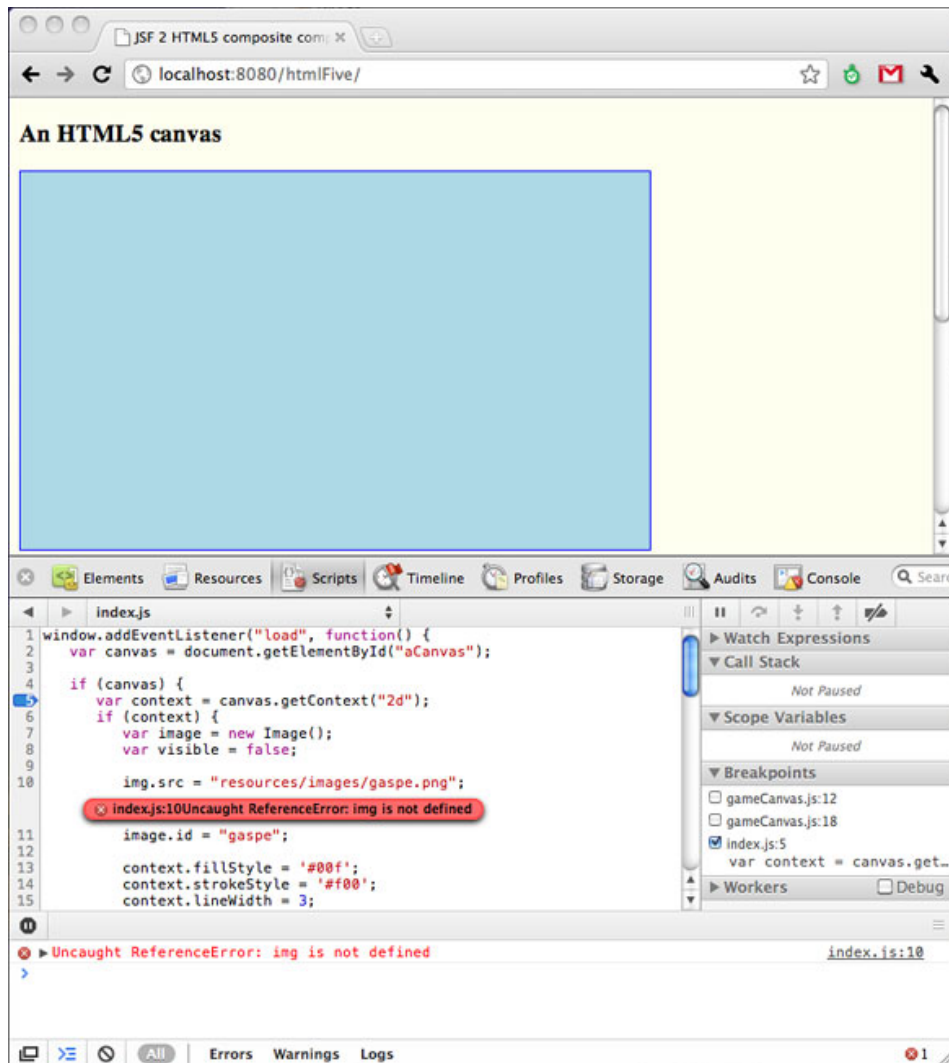 JSF 2 HTML5 composite com
localhost:8080/htmlFive/
An HTML5 canvas
Elements Resources Scripts Timeline Profiles Storage Audits Console Sear
index.js
1 window.addEventListener("load", function() {
2 var canvas = document.getElementById("aCanvas");
3
4 if (canvas) {
5 var context = canvas.getContext("2d");
6 if (context) {
7 var image = new Image();
8 var visible = false;
9
10 img.src = "resources/images/gaspe.png";
index.js:10Uncaught ReferenceError: img is not defined
11 image.id = "gaspe";
12
13 context.fillStyle = '#00f';
14 context.strokeStyle = '#f00';
15 context.lineWidth = 3;
Watch Expressions
Call Stack
Not Paused
Scope Variables
Not Paused
Breakpoints
gameCanvas.js:12
gameCanvas.js:18
index.js:5
var context = canvas.get…
Workers Debug
Uncaught ReferenceError: img is not defined index.js:10
>
All Errors Warnings Logs 1